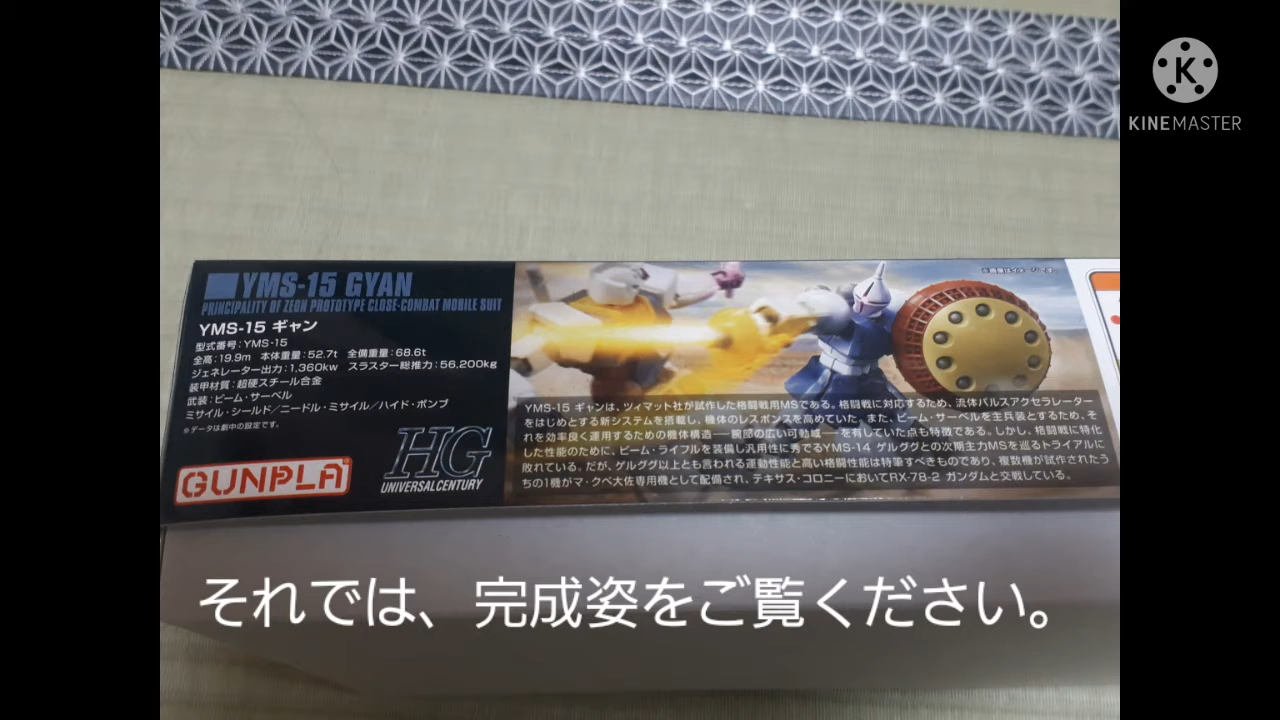 KINEMASTER
YMS-15 GYAN
PRINCIPALITY OF ZEON PROTOTYPE CLOSE-COMBAT MOBILE SUIT
YMS-15 ギャン
型式番号:YMS-15
全高:19.9m 本体重量:52.7t 全備重量:68.6t
ジェネレーター出力:1,360kw スラスター総推力:56,200kg
装甲材質:超硬スチール合金
武装:ビーム・サーベル
ミサイル・シールド/ニードル・ミサイル/ハイド・ボンブ
※データは劇中の設定です。
GUNPLA
HG
UNIVERSAL CENTURY
※画像はイメージです。
YMS-15 ギャンは、ツィマット社が試作した格闘戦用MSである。格闘戦に対応するため、流体パルスアクセラレーター
をはじめとする新システムを搭載し、機体のレスポンスを高めていた。また、ビーム・サーベルを主兵装とするため、そ
れを効率良く運用するための機体構造――腕部の広い可動域――を有していた点も特徴である。しかし、格闘戦に特化
した性能のために、ビーム・ライフルを装備し汎用性に秀でるYMS-14 ゲルググとの次期主力MSを巡るトライアルに
敗れている。だが、ゲルググ以上とも言われる運動性能と高い格闘性能は特筆すべきものであり、複数機が試作されたう
ちの1機がマ・クベ大佐専用機として配備され、テキサス・コロニーにおいてRX-78-2 ガンダムと交戦している。
それでは、完成姿をご覧ください。